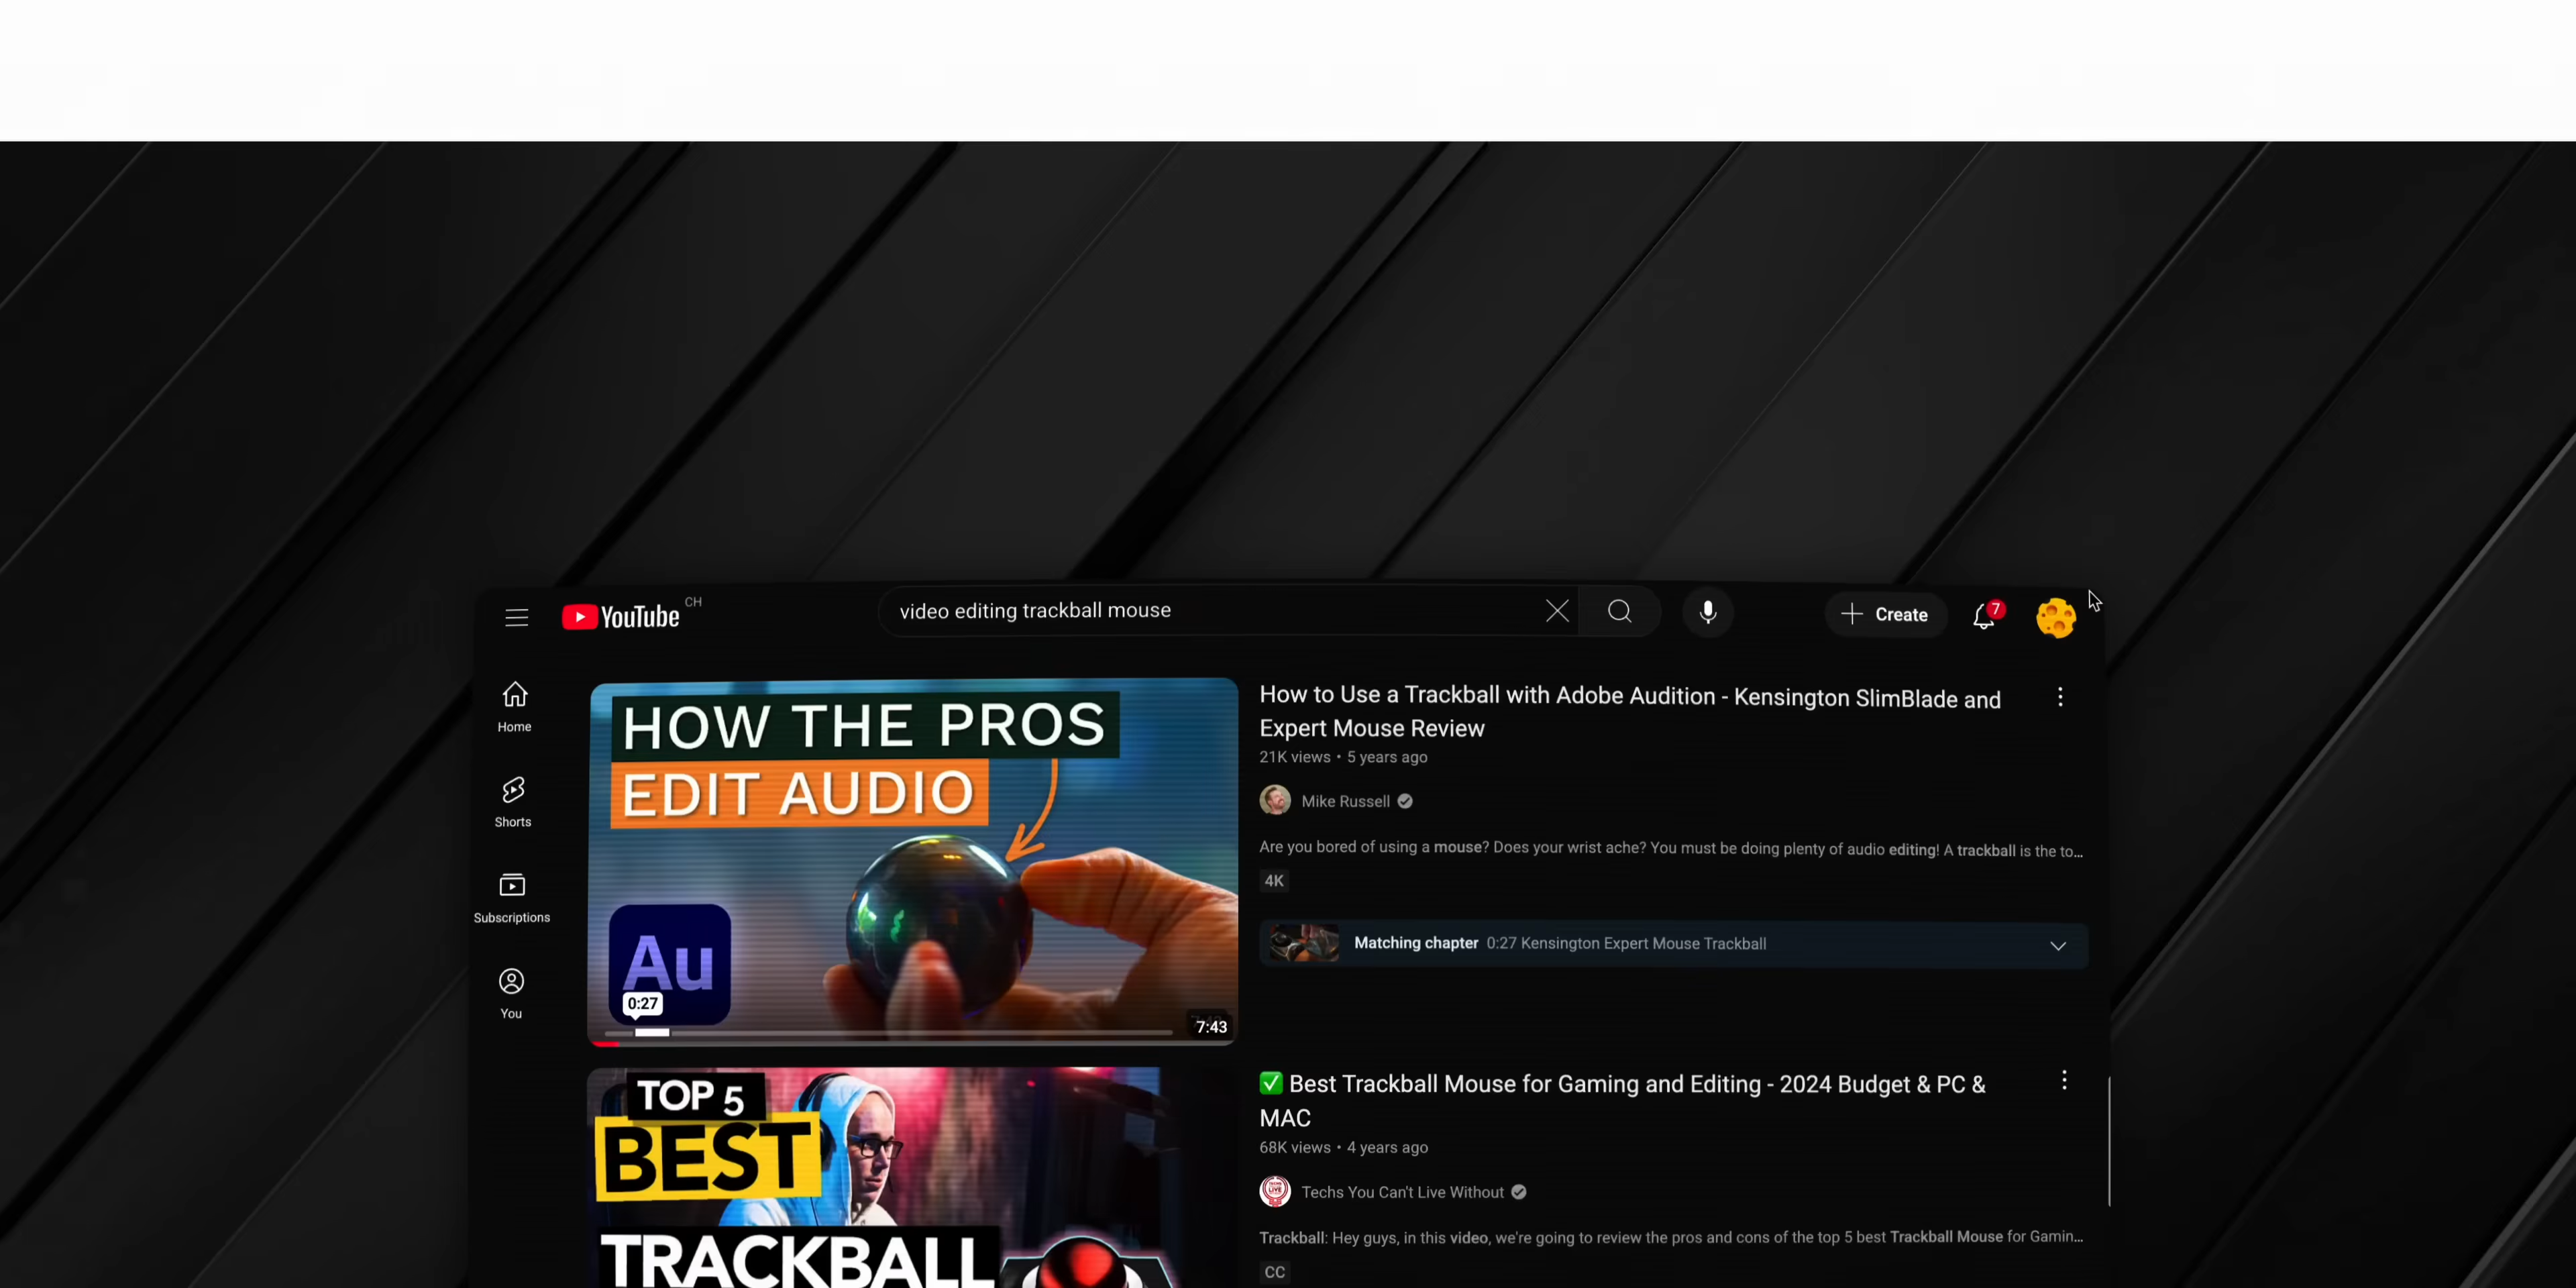 YouTube CH
video editing trackball mouse
Create
7
Home
Shorts
Subscriptions
You
HOW THE PROS
EDIT AUDIO
Au
0:27
7:43
How to Use a Trackball with Adobe Audition - Kensington SlimBlade and
Expert Mouse Review
21K views • 5 years ago
Mike Russell
Are you bored of using a mouse? Does your wrist ache? You must be doing plenty of audio editing! A trackball is the to...
4K
Matching chapter 0:27 Kensington Expert Mouse Trackball
TOP 5
BEST
TRACKBALL
✅ Best Trackball Mouse for Gaming and Editing - 2024 Budget & PC &
MAC
68K views • 4 years ago
Techs You Can't Live Without
Trackball: Hey guys, in this video, we're going to review the pros and cons of the top 5 best Trackball Mouse for Gamin...
CC